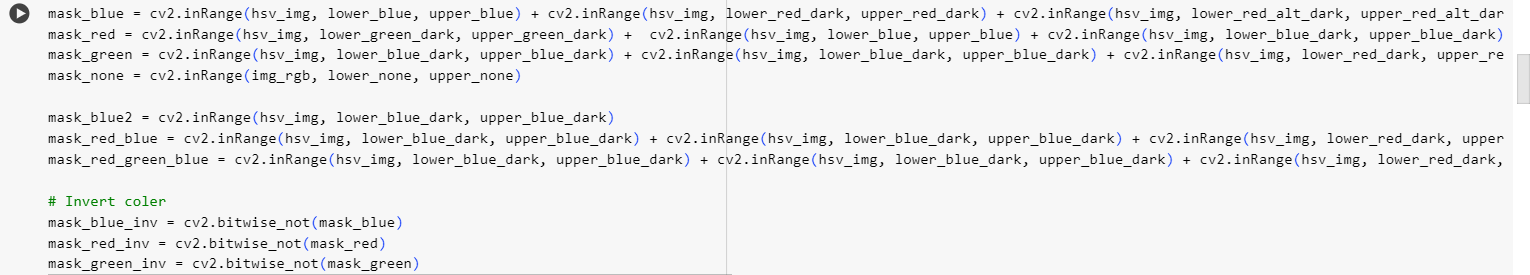 mask_blue = cv2.inRange(hsv_img, lower_blue, upper_blue) + cv2.inRange(hsv_img, lower_red_dark, upper_red_dark) + cv2.inRange(hsv_img, lower_red_alt_dark, upper_red_alt_dar
mask_red = cv2.inRange(hsv_img, lower_green_dark, upper_green_dark) +  cv2.inRange(hsv_img, lower_blue, upper_blue) + cv2.inRange(hsv_img, lower_blue_dark, upper_blue_dark)
mask_green = cv2.inRange(hsv_img, lower_blue_dark, upper_blue_dark) + cv2.inRange(hsv_img, lower_blue_dark, upper_blue_dark) + cv2.inRange(hsv_img, lower_red_dark, upper_re
mask_none = cv2.inRange(img_rgb, lower_none, upper_none)
mask_blue2 = cv2.inRange(hsv_img, lower_blue_dark, upper_blue_dark)
mask_red_blue = cv2.inRange(hsv_img, lower_blue_dark, upper_blue_dark) + cv2.inRange(hsv_img, lower_blue_dark, upper_blue_dark) + cv2.inRange(hsv_img, lower_red_dark, upper
mask_red_green_blue = cv2.inRange(hsv_img, lower_blue_dark, upper_blue_dark) + cv2.inRange(hsv_img, lower_blue_dark, upper_blue_dark) + cv2.inRange(hsv_img, lower_red_dark,
# Invert coler
mask_blue_inv = cv2.bitwise_not(mask_blue)
mask_red_inv = cv2.bitwise_not(mask_red)
mask_green_inv = cv2.bitwise_not(mask_green)